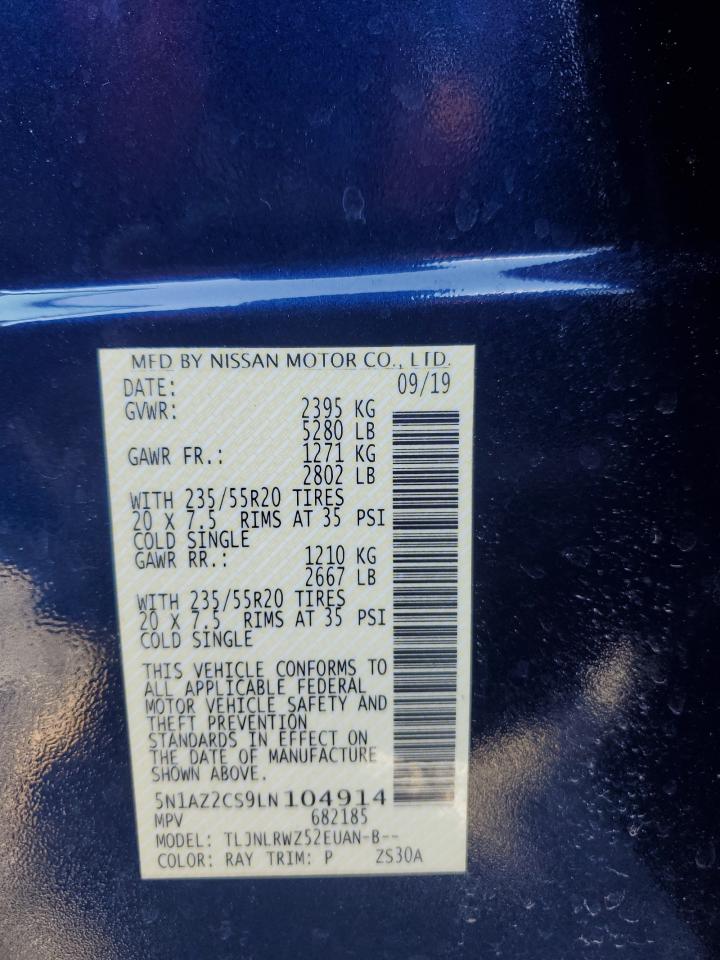 MFD BY NISSAN MOTOR CO., LTD.
DATE: 09/19
GVWR: 2395 KG
5280 LB
GAWR FR.: 1271 KG
2802 LB
WITH 235/55R20 TIRES
20 X 7.5 RIMS AT 35 PSI
COLD SINGLE
GAWR RR.: 1210 KG
2667 LB
WITH 235/55R20 TIRES
20 X 7.5 RIMS AT 35 PSI
COLD SINGLE
THIS VEHICLE CONFORMS TO
ALL APPLICABLE FEDERAL
MOTOR VEHICLE SAFETY AND
THEFT PREVENTION
STANDARDS IN EFFECT ON
THE DATE OF MANUFACTURE
SHOWN ABOVE.
5N1AZ2CS9LN104914
MPV 682185
MODEL: TLJNLRWZ52EUAN-B--
COLOR: RAY TRIM: P ZS30A